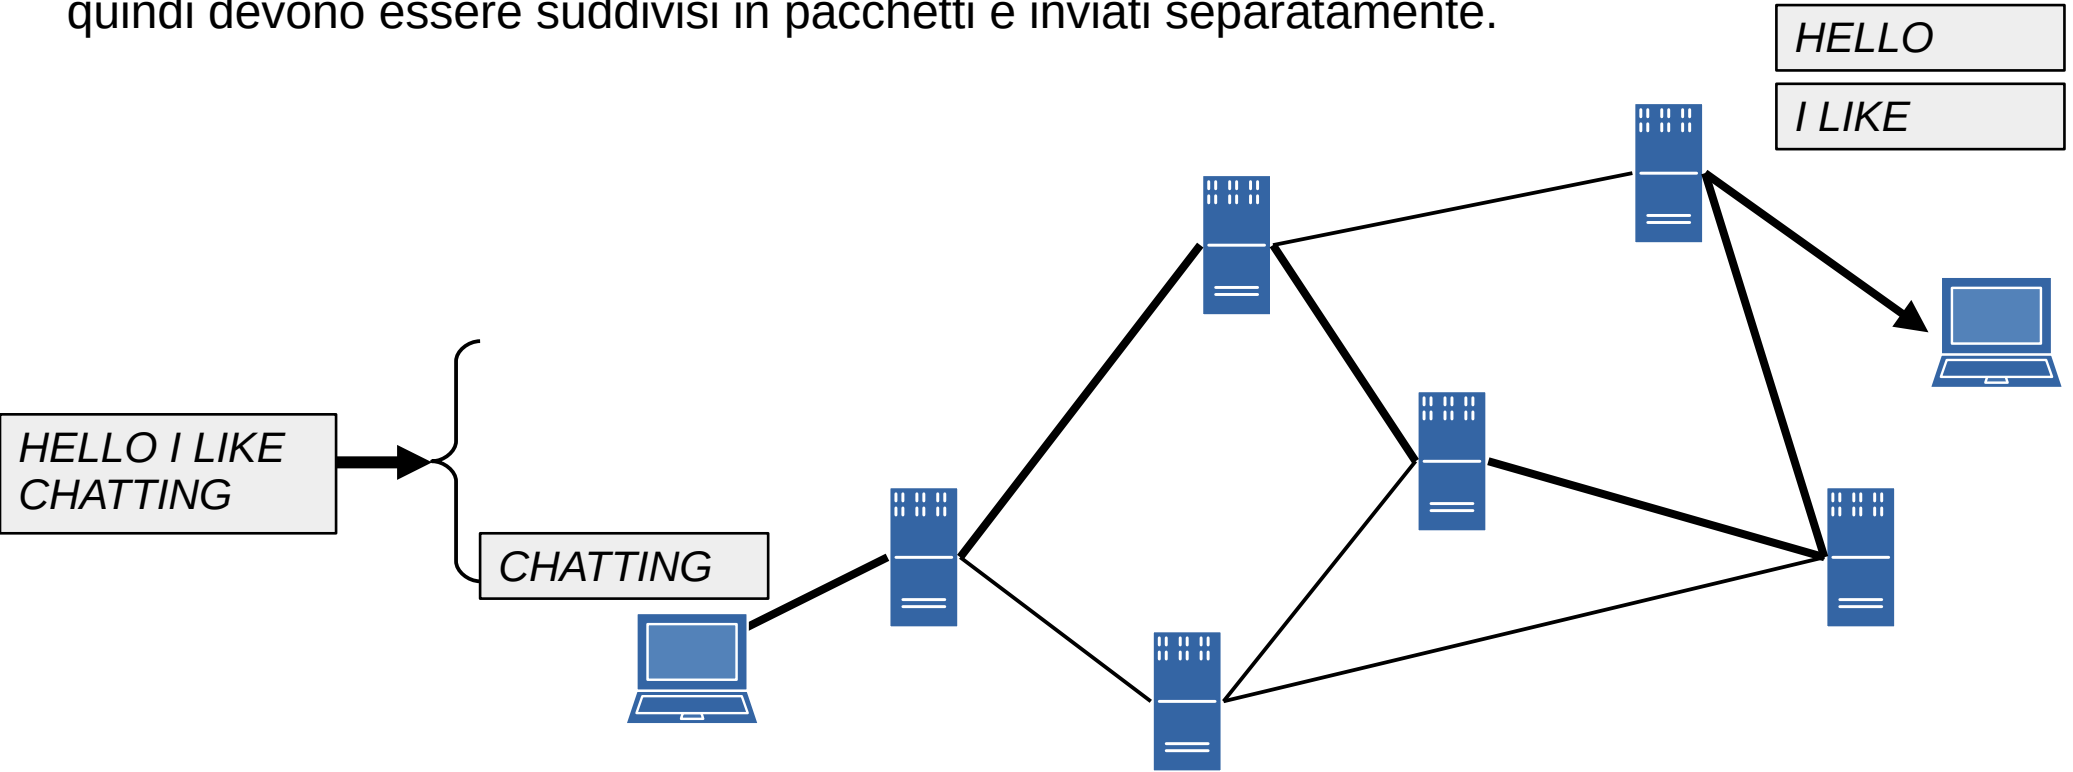 quindi devono essere suddivisi in pacchetti e inviati separatamente.
HELLO
I LIKE
HELLO I LIKE
CHATTING
CHATTING